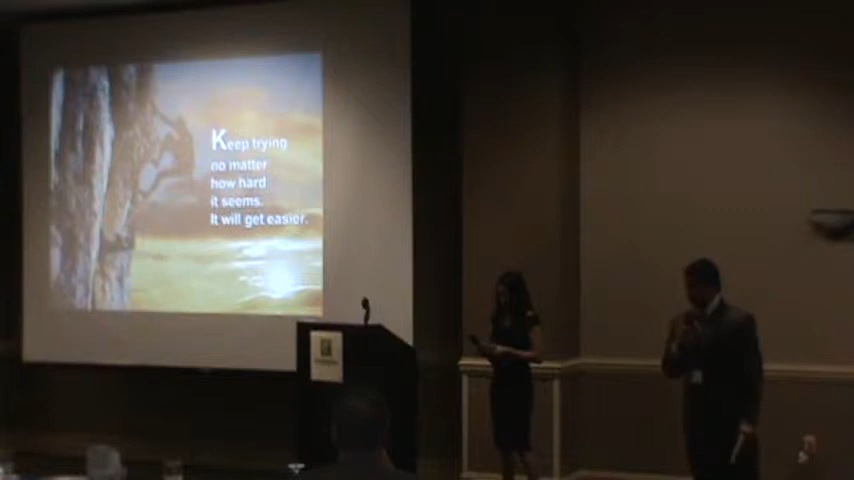 Keep trying
no matter
how hard
it seems.
It will get easier.